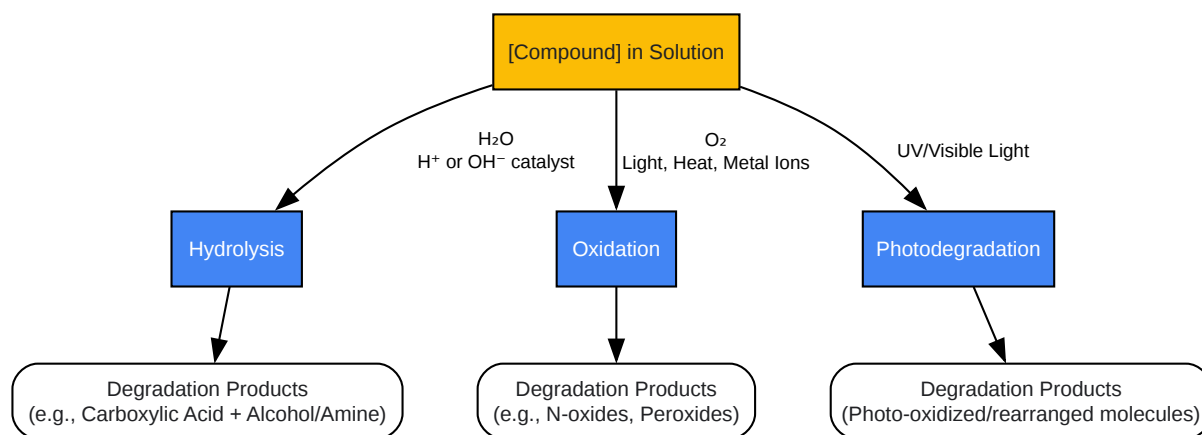 [Compound] in Solution
H₂O
H⁺ or OH⁻ catalyst
O₂
Light, Heat, Metal Ions
UV/Visible Light
Hydrolysis
Oxidation
Photodegradation
Degradation Products
(e.g., Carboxylic Acid + Alcohol/Amine)
Degradation Products
(e.g., N-oxides, Peroxides)
Degradation Products
(Photo-oxidized/rearranged molecules)